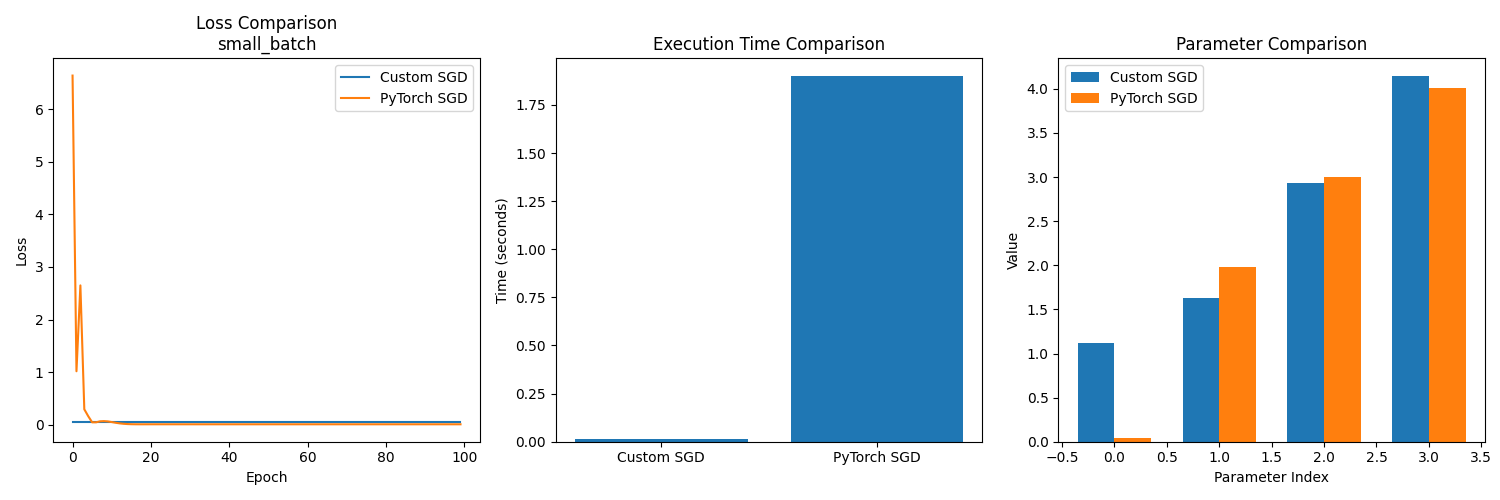 Loss Comparison
small_batch
Custom SGD
PyTorch SGD
6
5
4
3
2
1
0
Loss
0 20 40 60 80 100
Epoch
Execution Time Comparison
1.75
1.50
1.25
1.00
0.75
0.50
0.25
0.00
Time (seconds)
Custom SGD PyTorch SGD
Parameter Comparison
Custom SGD
PyTorch SGD
4.0
3.5
3.0
2.5
2.0
1.5
1.0
0.5
0.0
Value
−0.5 0.0 0.5 1.0 1.5 2.0 2.5 3.0 3.5
Parameter Index